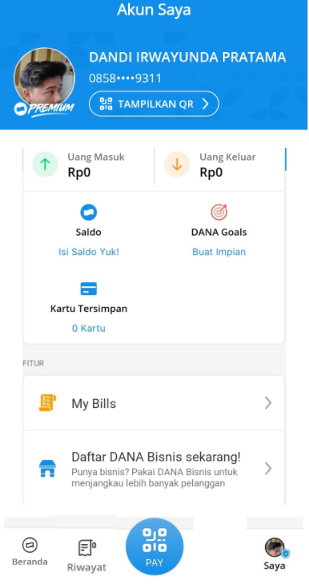 Akun Saya
DANDI IRWAYUNDA PRATAMA
0858••••9311
PREMIUM
TAMPILKAN QR
Uang Masuk
Rp0
Uang Keluar
Rp0
Saldo
Isi Saldo Yuk!
DANA Goals
Buat Impian
Kartu Tersimpan
0 Kartu
FITUR
My Bills
Daftar DANA Bisnis sekarang!
Punya bisnis? Pakai DANA Bisnis untuk
menjangkau lebih banyak pelanggan
Beranda
Riwayat
PAY
Saya